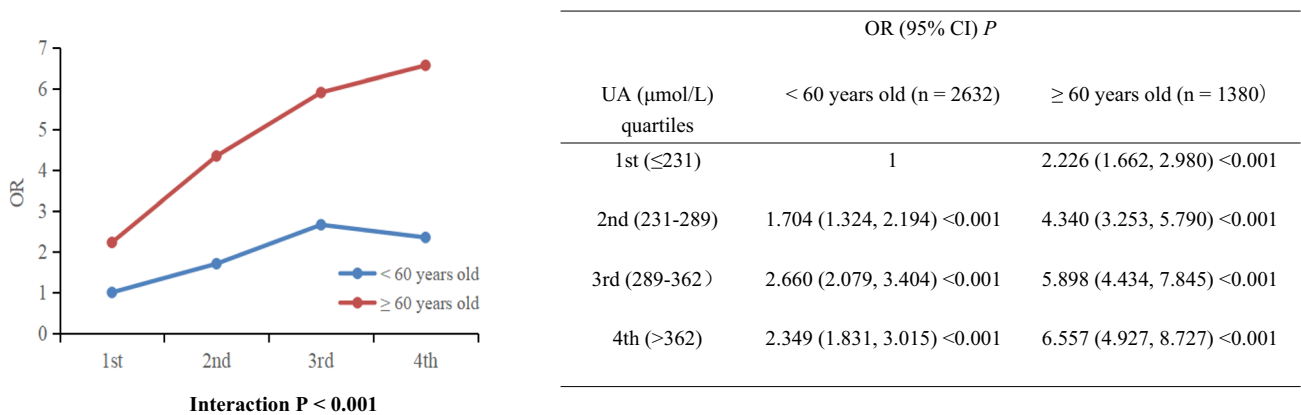 7
6
5
4
3
2
1
0
OR
1st 2nd 3rd 4th
< 60 years old
≥ 60 years old
Interaction P < 0.001
OR (95% CI) P
UA (μmol/L) < 60 years old (n = 2632) ≥ 60 years old (n = 1380）
quartiles
1st (≤231) 1 2.226 (1.662, 2.980) <0.001
2nd (231-289) 1.704 (1.324, 2.194) <0.001 4.340 (3.253, 5.790) <0.001
3rd (289-362） 2.660 (2.079, 3.404) <0.001 5.898 (4.434, 7.845) <0.001
4th (>362) 2.349 (1.831, 3.015) <0.001 6.557 (4.927, 8.727) <0.001